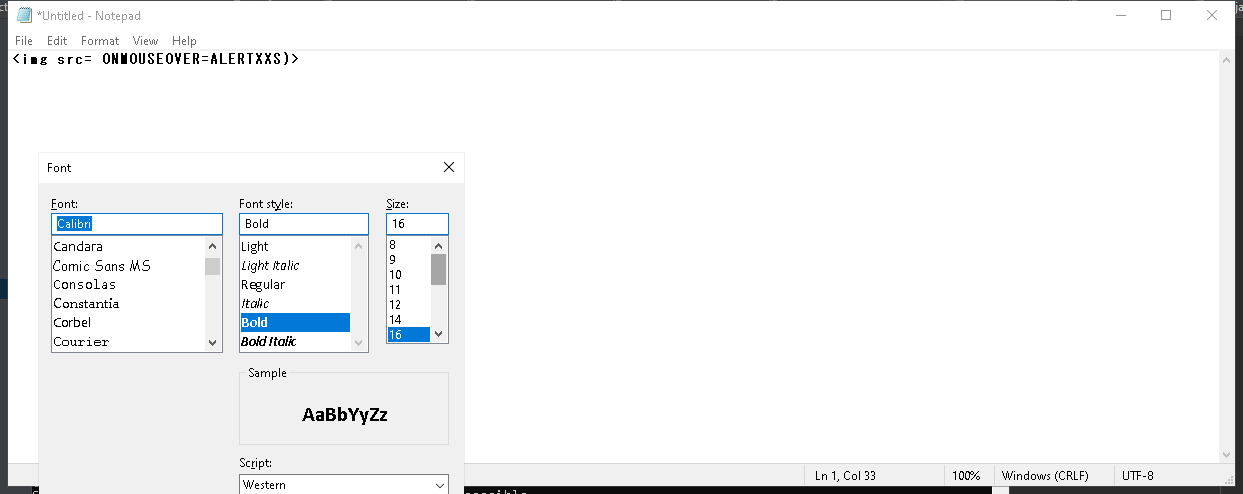 *Untitled - Notepad
File Edit Format View Help
<img src= ONMOUSEOVER=ALERTXXS)>
Font
Font: Font style: Size:
Calibri Bold 16
Candara Light 8
Comic Sans MS Light Italic 9
Consolas Regular 10
Constantia Italic 11
Corbel Bold 12
Courier Bold Italic 14
16
Sample
AaBbYyZz
Script:
Western
Ln 1, Col 33 100% Windows (CRLF) UTF-8